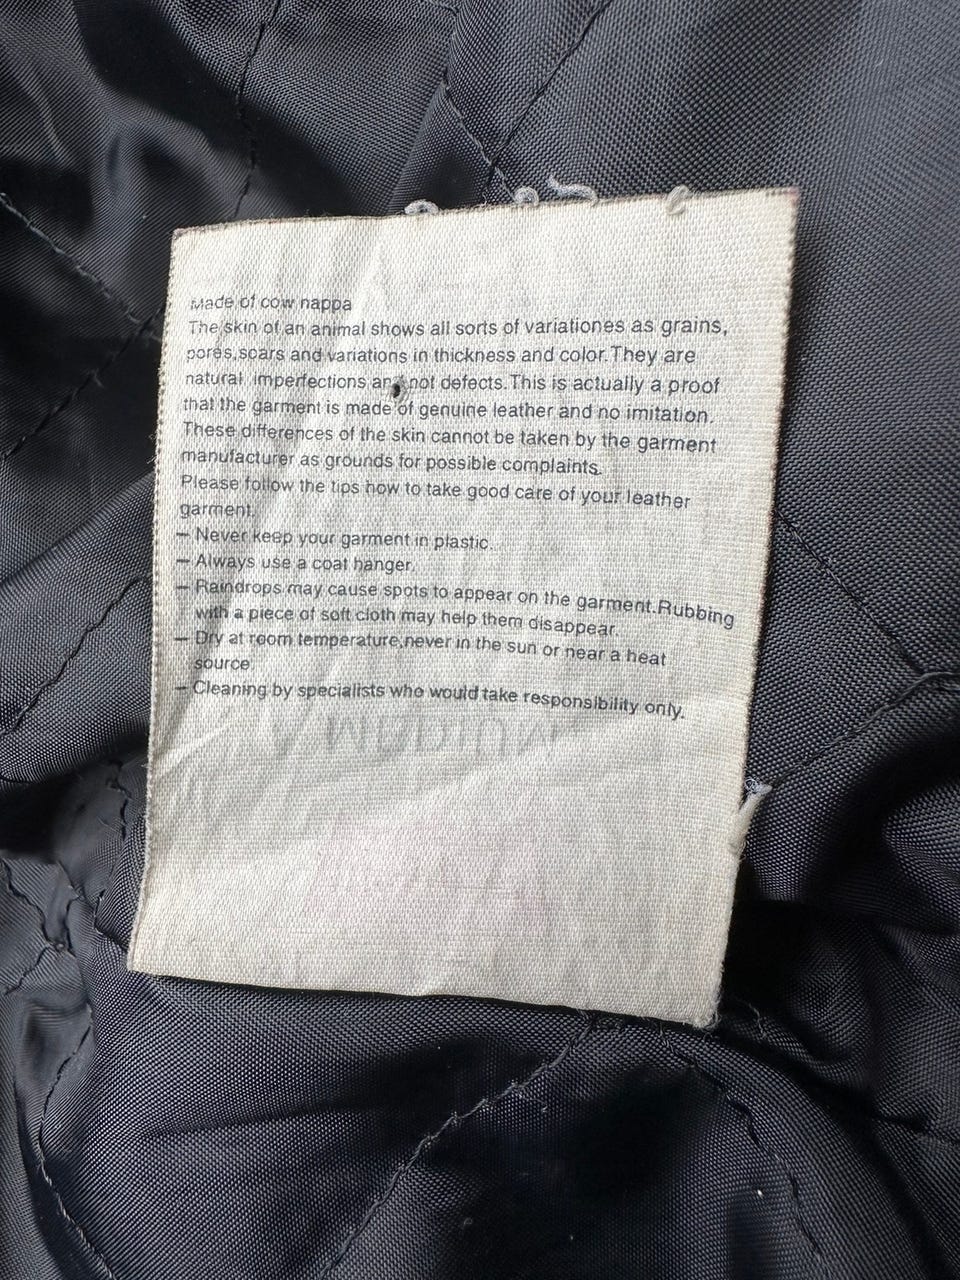 Made of cow nappa
The skin of an animal shows all sorts of variationes as grains,
pores,scars and variations in thickness and color.They are
natural imperfections and not defects.This is actually a proof
that the garment is made of genuine leather and no imitation.
These differences of the skin cannot be taken by the garment
manufacturer as grounds for possible complaints.
Please follow the tips how to take good care of your leather
garment.
– Never keep your garment in plastic.
– Always use a coat hanger.
– Raindrops may cause spots to appear on the garment.Rubbing
with a piece of soft cloth may help them disappear.
– Dry at room temperature,never in the sun or near a heat
source.
– Cleaning by specialists who would take responsibility only.
MEDIUM